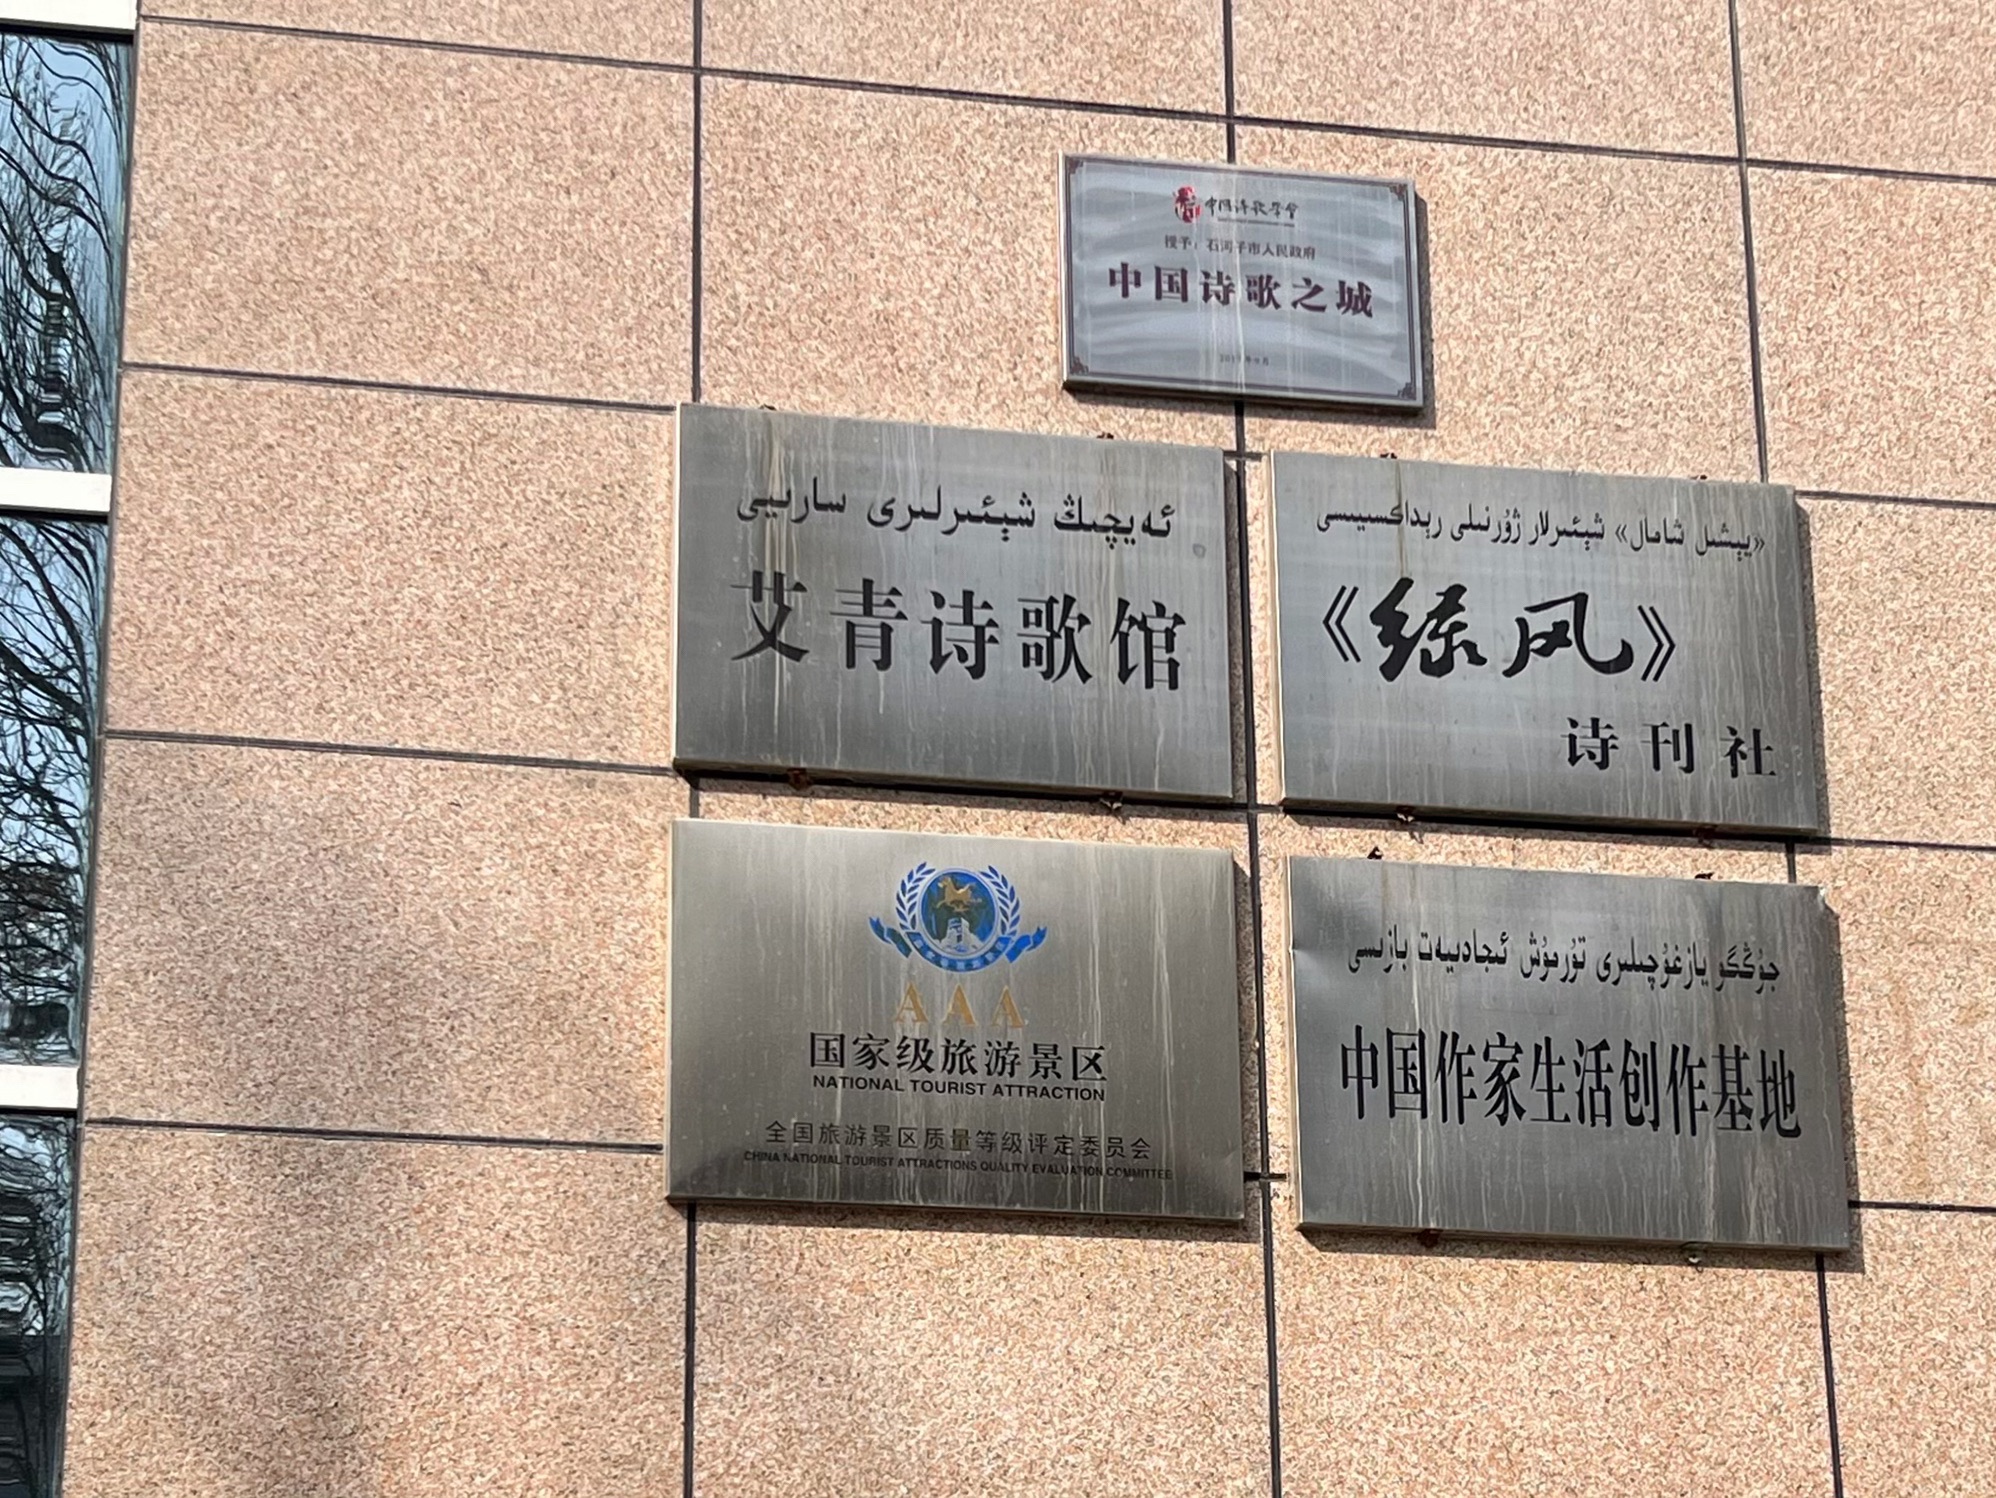 中国诗歌学会
授予：石河子市人民政府
中国诗歌之城
ئەيچىڭ شېئىرلىرى سارىيى
艾青诗歌馆
«يېشىل شامال» شېئىرلار ژۇرنىلى رېداكسىيىسى
《绿风》
诗刊社
AAA
国家级旅游景区
NATIONAL TOURIST ATTRACTION
全国旅游景区质量等级评定委员会
CHINA NATIONAL TOURIST ATTRACTIONS QUALITY EVALUATION COMMITTEE
جۇڭگو يازغۇچىلىرى تۇرمۇش ئىجادىيەت بازىسى
中国作家生活创作基地